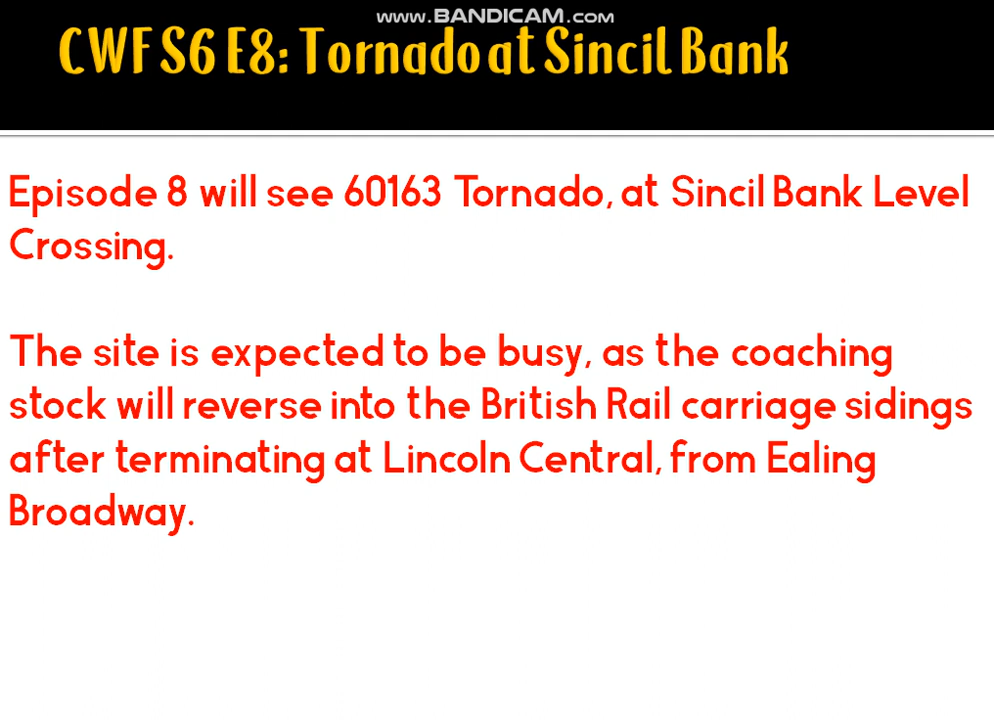 www.BANDICAM.com
CWF S6 E8: Tornado at Sincil Bank
Episode 8 will see 60163 Tornado, at Sincil Bank Level
Crossing.
The site is expected to be busy, as the coaching
stock will reverse into the British Rail carriage sidings
after terminating at Lincoln Central, from Ealing
Broadway.